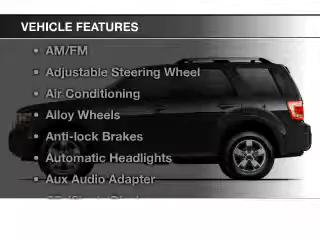 VEHICLE FEATURES
• AM/FM
• Adjustable Steering Wheel
• Air Conditioning
• Alloy Wheels
• Anti-lock Brakes
• Automatic Headlights
• Aux Audio Adapter